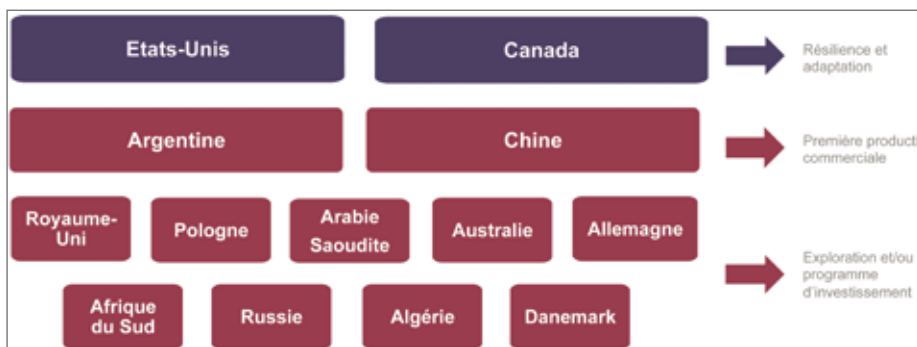 Etats-Unis
Canada
Résilience et
adaptation
Argentine
Chine
Première producti
commerciale
Royaume-
Uni
Pologne
Arabie
Saoudite
Australie
Allemagne
Exploration et/ou
programme
d'investissement
Afrique
du Sud
Russie
Algérie
Danemark